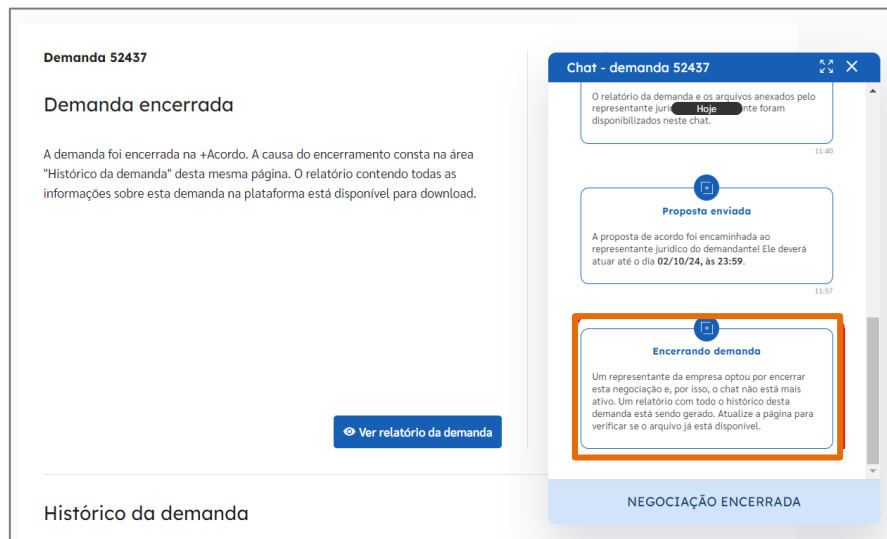 Demanda 52437
Demanda encerrada
A demanda foi encerrada na +Acordo. A causa do encerramento consta na área
"Histórico da demanda" desta mesma página. O relatório contendo todas as
informações sobre esta demanda na plataforma está disponível para download.
Ver relatório da demanda
Histórico da demanda
Chat - demanda 52437
O relatório da demanda e os arquivos anexados pelo
representante
Hoje
nte foram
disponibilizados neste chat.
11:40
Proposta enviada
A proposta de acordo foi encaminhada ao
representante jurídico do demandante! Ele deverá
atuar até o dia 02/10/24, às 23:59.
11:57
Encerrando demanda
Um representante da empresa optou por encerrar
esta negociação e, por isso, o chat não está mais
ativo. Um relatório com todo o histórico desta
demanda está sendo gerado. Atualize a página para
verificar se o arquivo já está disponível.
NEGOCIAÇÃO ENCERRADA